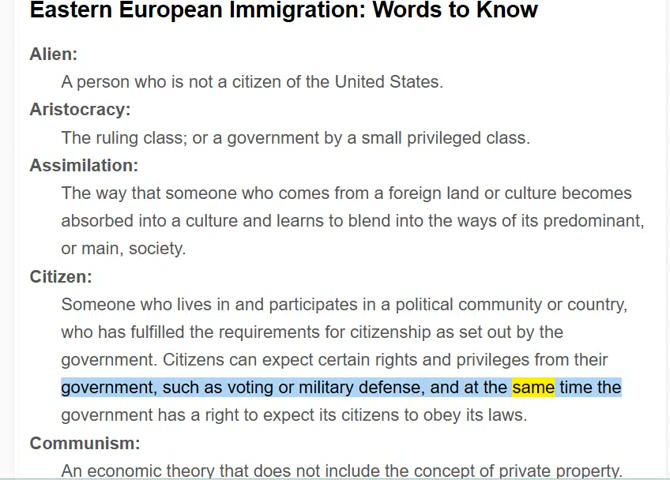 Eastern European Immigration: Words to Know
Alien:
A person who is not a citizen of the United States.
Aristocracy:
The ruling class; or a government by a small privileged class.
Assimilation:
The way that someone who comes from a foreign land or culture becomes
absorbed into a culture and learns to blend into the ways of its predominant,
or main, society.
Citizen:
Someone who lives in and participates in a political community or country,
who has fulfilled the requirements for citizenship as set out by the
government. Citizens can expect certain rights and privileges from their
government, such as voting or military defense, and at the same time the
government has a right to expect its citizens to obey its laws.
Communism:
An economic theory that does not include the concept of private property.